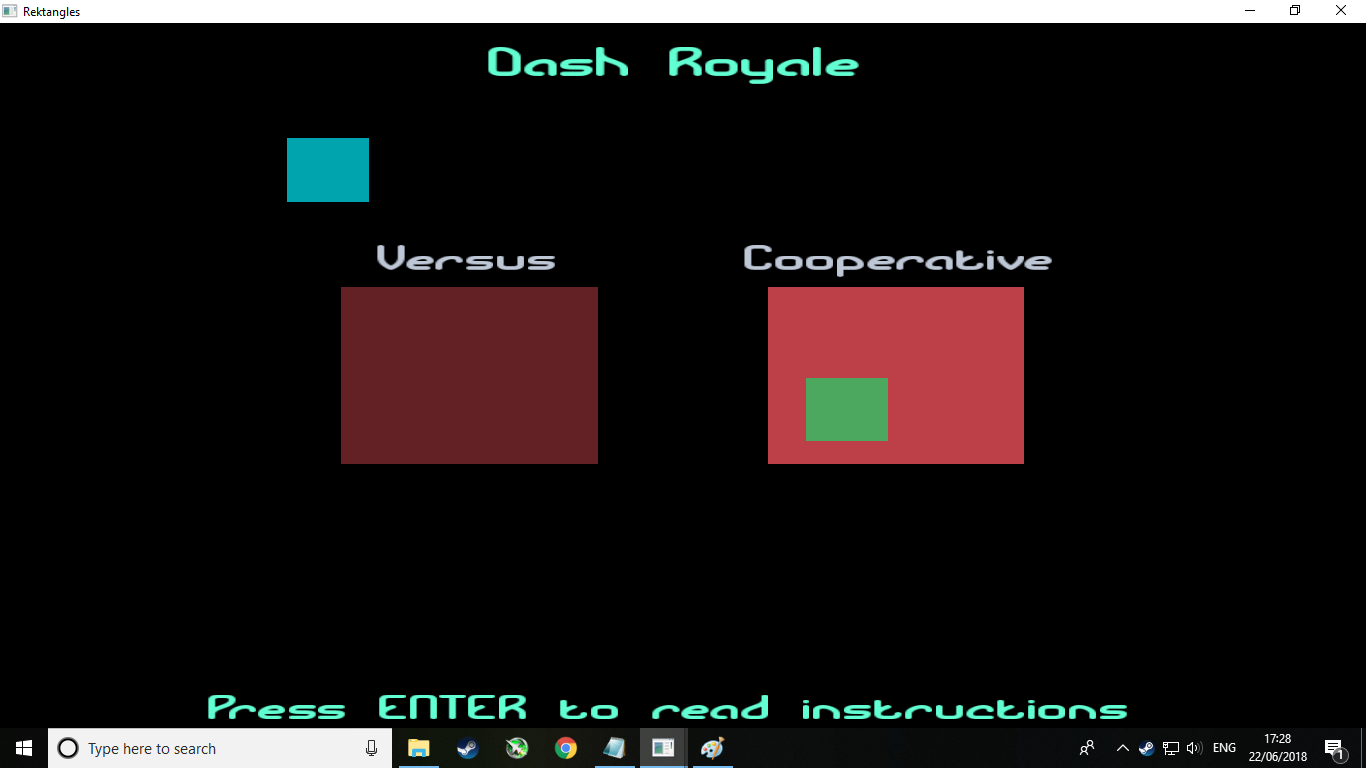 Rektangles
Dash Royale
Versus
Cooperative
Press ENTER to read instructions
Type here to search
ENG
17:28
22/06/2018
1